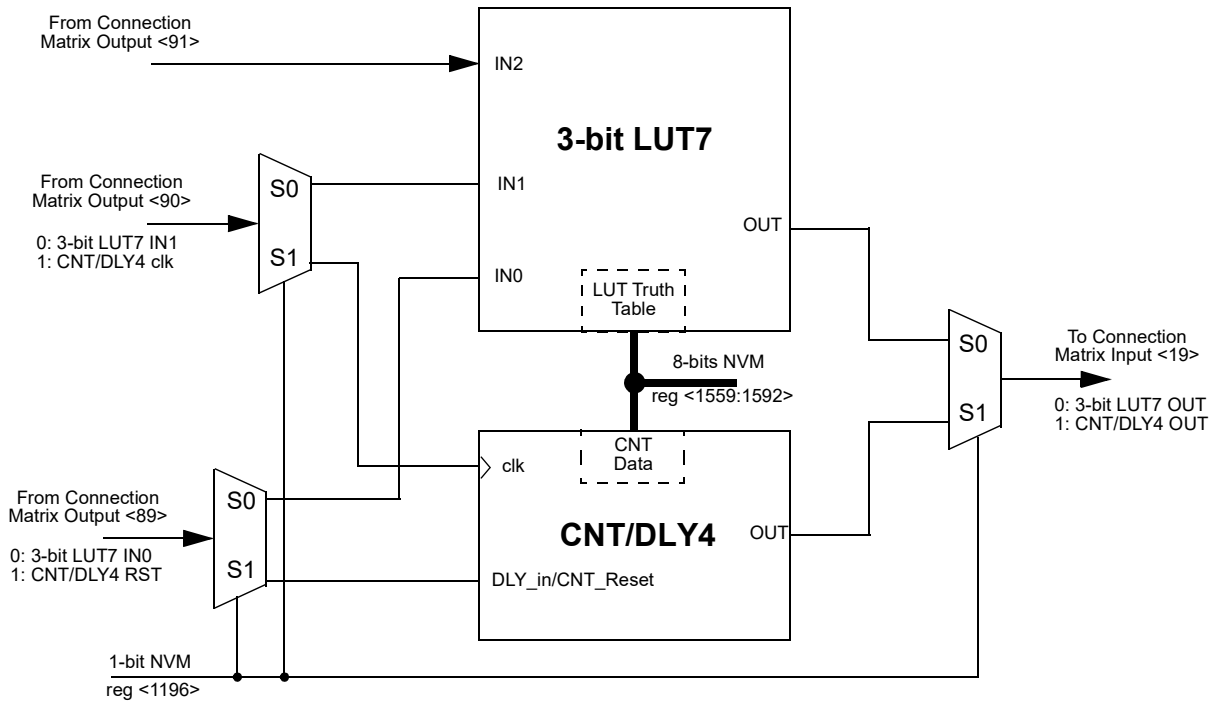 From Connection
Matrix Output <91>
IN2
3-bit LUT7
From Connection
Matrix Output <90>
0: 3-bit LUT7 IN1
1: CNT/DLY4 clk
S0
S1
IN1
IN0
OUT
LUT Truth
Table
8-bits NVM
reg <1559:1592>
S0
S1
To Connection
Matrix Input <19>
0: 3-bit LUT7 OUT
1: CNT/DLY4 OUT
CNT
Data
clk
CNT/DLY4
OUT
DLY_in/CNT_Reset
From Connection
Matrix Output <89>
0: 3-bit LUT7 IN0
1: CNT/DLY4 RST
S0
S1
1-bit NVM
reg <1196>